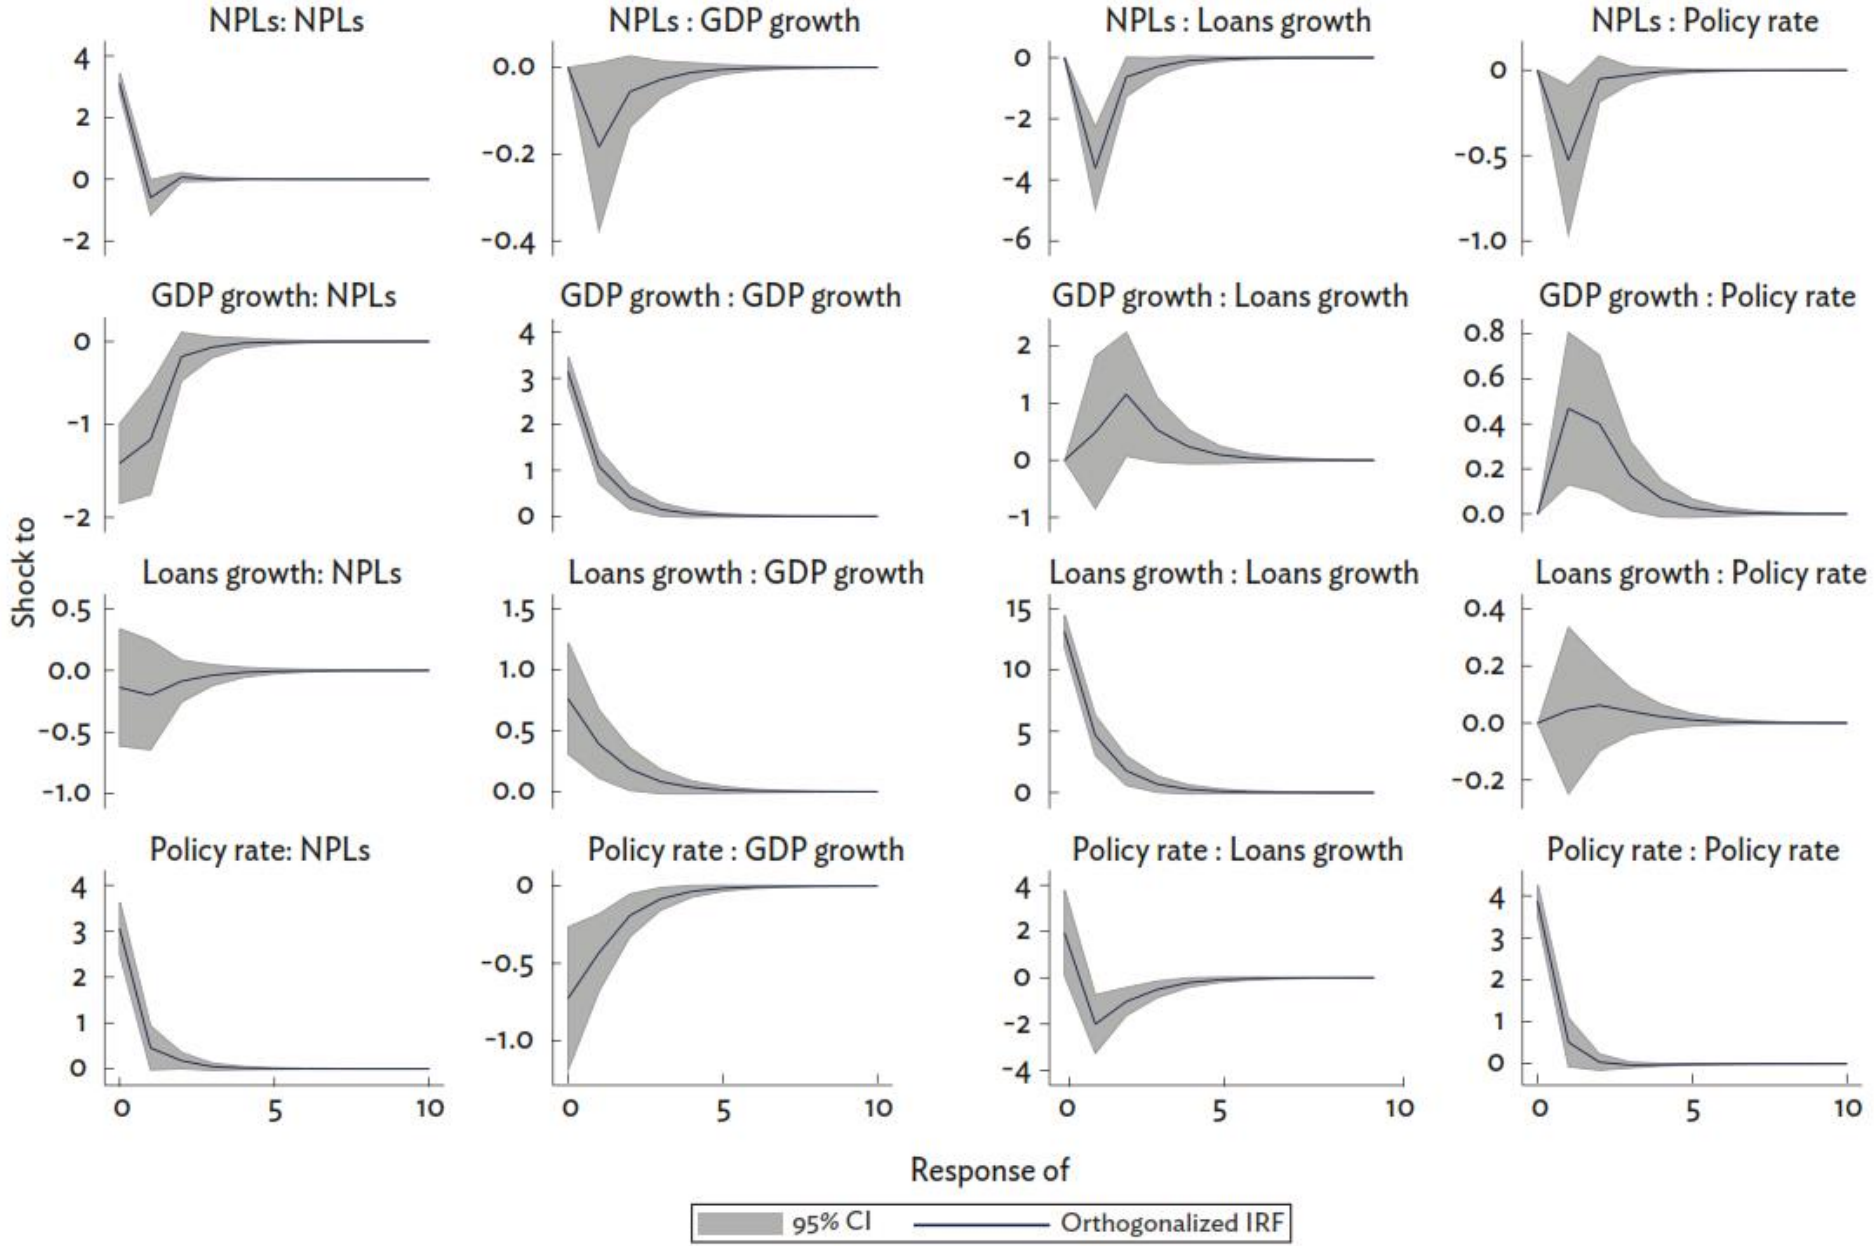 NPLs: NPLs
NPLs : GDP growth
NPLs : Loans growth
NPLs : Policy rate
4
2
0
−2
0.0
−0.2
−0.4
0
−2
−4
−6
0
−0.5
−1.0
GDP growth: NPLs
GDP growth : GDP growth
GDP growth : Loans growth
GDP growth : Policy rate
0
−1
−2
4
3
2
1
0
2
1
0
−1
0.8
0.6
0.4
0.2
0.0
Shock to
Loans growth: NPLs
Loans growth : GDP growth
Loans growth : Loans growth
Loans growth : Policy rate
0.5
0.0
−0.5
−1.0
1.5
1.0
0.5
0.0
15
10
5
0
0.4
0.2
0.0
−0.2
Policy rate: NPLs
Policy rate : GDP growth
Policy rate : Loans growth
Policy rate : Policy rate
4
3
2
1
0
0
−0.5
−1.0
4
2
0
−2
−4
4
3
2
1
0
0 5 10
0 5 10
0 5 10
0 5 10
Response of
95% CI
Orthogonalized IRF